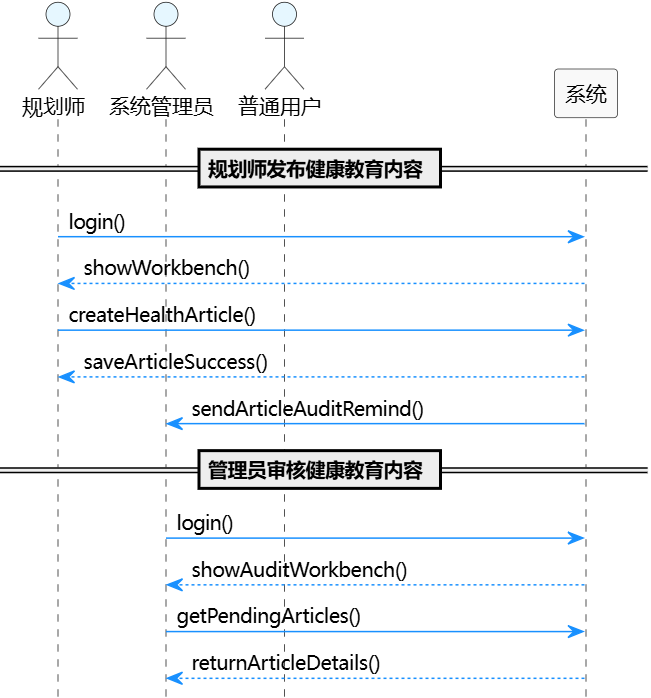 规划师
系统管理员
普通用户
系统
规划师发布健康教育内容
login()
showWorkbench()
createHealthArticle()
saveArticleSuccess()
sendArticleAuditRemind()
管理员审核健康教育内容
login()
showAuditWorkbench()
getPendingArticles()
returnArticleDetails()